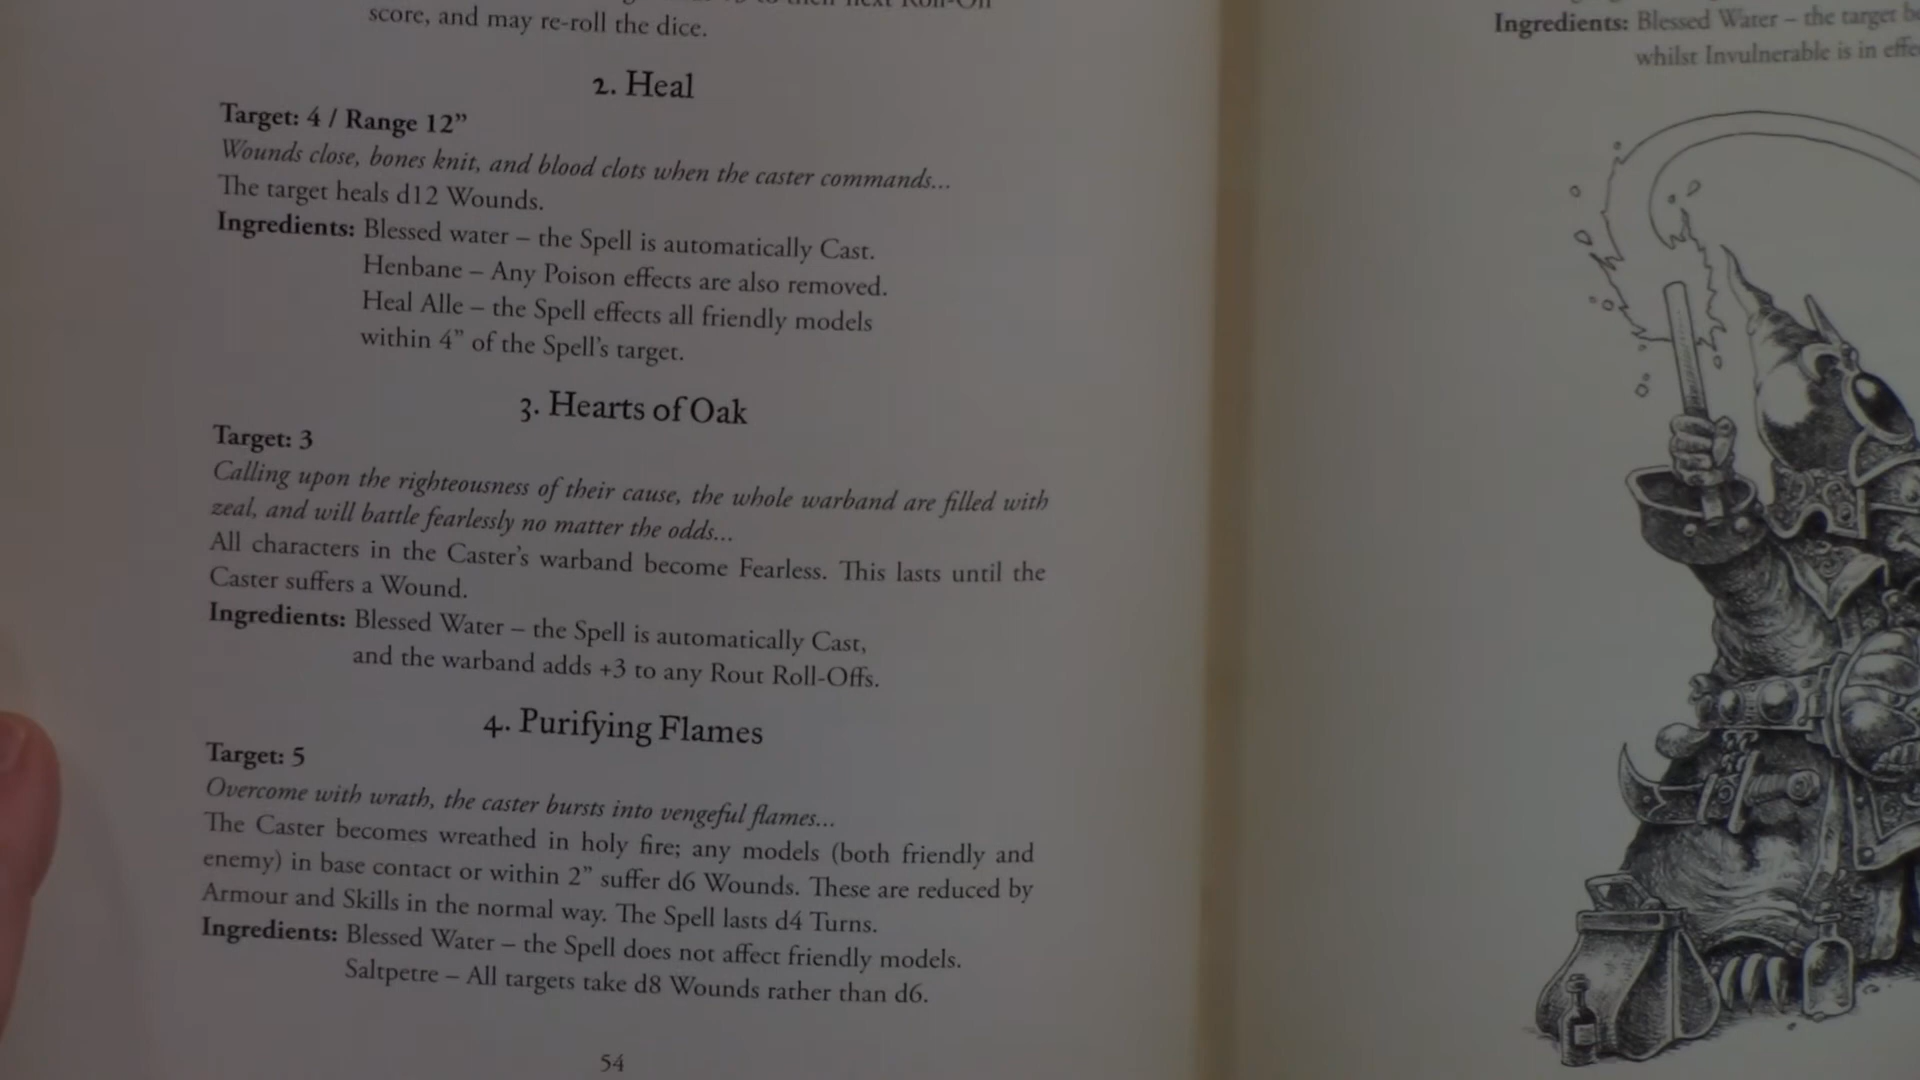 to their next Roll-Off
score, and may re-roll the dice.
2. Heal
Target: 4 / Range 12”
Wounds close, bones knit, and blood clots when the caster commands...
The target heals d12 Wounds.
Ingredients: Blessed water – the Spell is automatically Cast.
Henbane – Any Poison effects are also removed.
Heal Alle – the Spell effects all friendly models
within 4” of the Spell’s target.
3. Hearts of Oak
Target: 3
Calling upon the righteousness of their cause, the whole warband are filled with
zeal, and will battle fearlessly no matter the odds...
All characters in the Caster’s warband become Fearless. This lasts until the
Caster suffers a Wound.
Ingredients: Blessed Water – the Spell is automatically Cast,
and the warband adds +3 to any Rout Roll-Offs.
4. Purifying Flames
Target: 5
Overcome with wrath, the caster bursts into vengeful flames...
The Caster becomes wreathed in holy fire; any models (both friendly and
enemy) in base contact or within 2” suffer d6 Wounds. These are reduced by
Armour and Skills in the normal way. The Spell lasts d4 Turns.
Ingredients: Blessed Water – the Spell does not affect friendly models.
Saltpetre – All targets take d8 Wounds rather than d6.
54
Ingredients: Blessed Water – the target
whilst Invulnerable is in